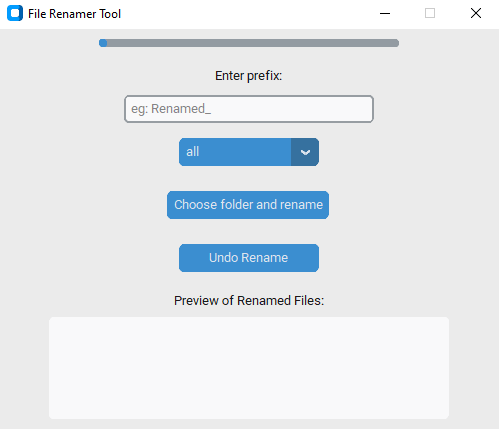 File Renamer Tool
Enter prefix:
eg: Renamed_
all
Choose folder and rename
Undo Rename
Preview of Renamed Files: